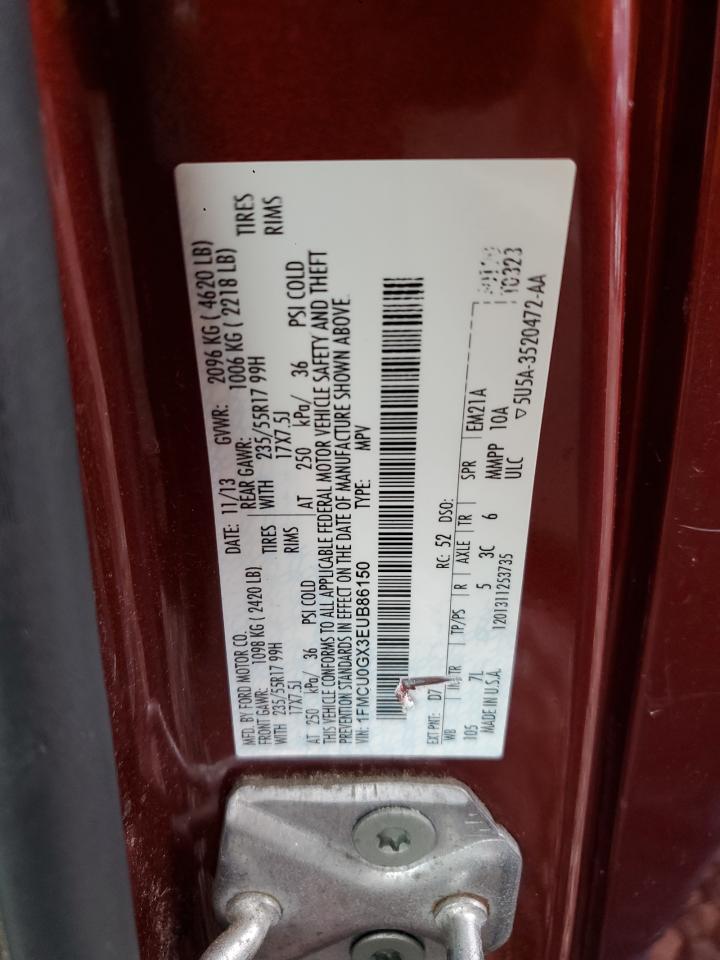 MFD. BY FORD MOTOR CO.
DATE: 11/13 GVWR: 2096 KG ( 4620 LB)
FRONT GAWR: 1098 KG ( 2420 LB) REAR GAWR: 1006 KG ( 2218 LB)
WITH 235/55R17 99H TIRES WITH 235/55R17 99H TIRES
17X7.5J RIMS 17X7.5J RIMS
AT 250 kPa/ 36 PSI COLD AT 250 kPa/ 36 PSI COLD
THIS VEHICLE CONFORMS TO ALL APPLICABLE FEDERAL MOTOR VEHICLE SAFETY AND THEFT
PREVENTION STANDARDS IN EFFECT ON THE DATE OF MANUFACTURE SHOWN ABOVE.
VIN: 1FMCU0GX3EUB86150 TYPE: MPV
EXT PNT: D7 RC: 52 DSO:
WB TR TP/PS R AXLE TR SPR EM21A
105 7L 5 3C 6 MMPP 10A
MADE IN U.S.A. 1201311253735 ULC
T0323
▽5U5A-3520472-AA